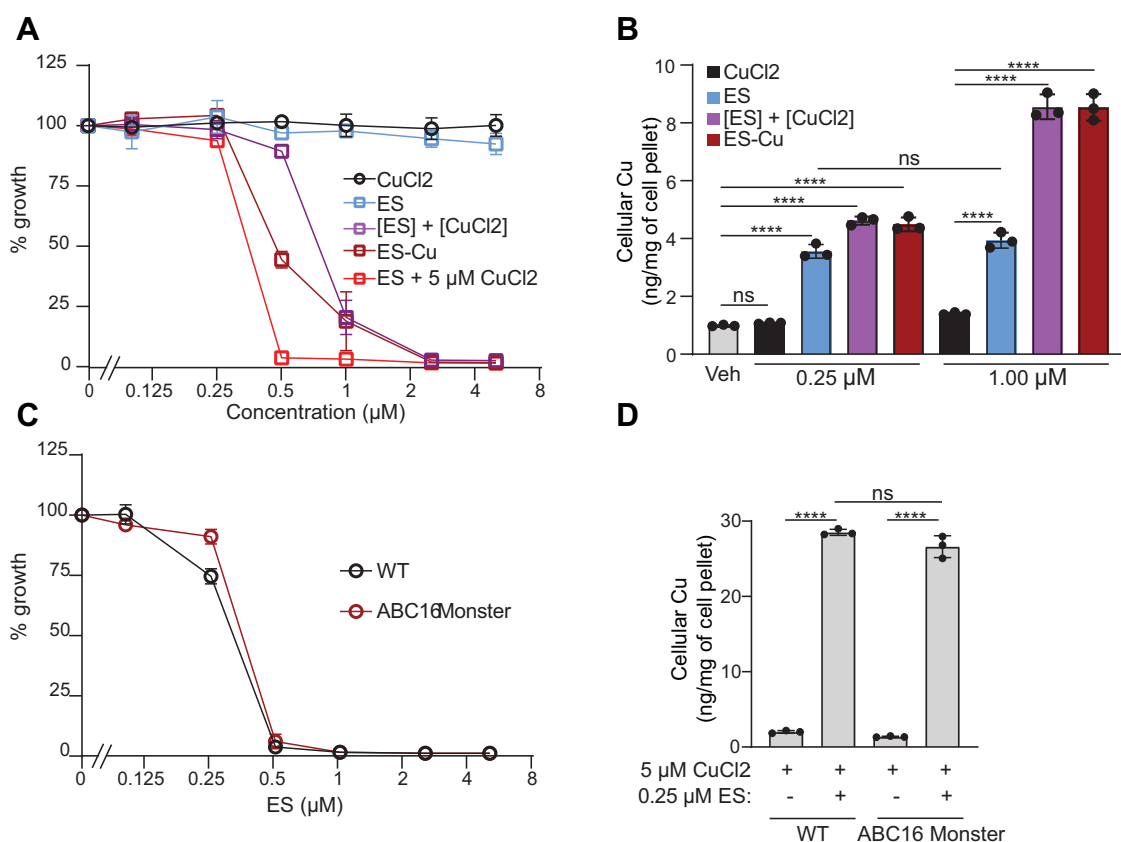 A
125
100
75
50
25
0
% growth
CuCl2
ES
[ES] + [CuCl2]
ES-Cu
ES + 5 µM CuCl2
0 0.125 0.25 0.5 1 2 4 8
Concentration (µM)
B
CuCl2
ES
[ES] + [CuCl2]
ES-Cu
10
8
6
4
2
0
Cellular Cu
(ng/mg of cell pellet)
****
****
ns
****
****
****
****
ns
Veh 0.25 µM 1.00 µM
C
125
100
75
50
25
0
% growth
WT
ABC16Monster
0 0.125 0.25 0.5 1 2 4 8
ES (µM)
D
ns
**** ****
30
20
10
0
Cellular Cu
(ng/mg of cell pellet)
5 µM CuCl2 + + + +
0.25 µM ES: - + - +
WT ABC16 Monster